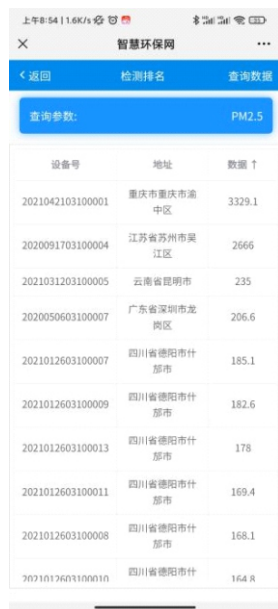 上午8:54 | 1.6K/s
智慧环保网
返回 检测排名 查询数据
查询参数: PM2.5
设备号 地址 数据 ↑
2021042103100001 重庆市重庆市渝中区 3329.1
2020091703100004 江苏省苏州市吴江区 2666
2021031203100005 云南省昆明市 235
2020050603100007 广东省深圳市龙岗区 206.6
2021012603100007 四川省德阳市什邡市 185.1
2021012603100009 四川省德阳市什邡市 182.6
2021012603100013 四川省德阳市什邡市 178
2021012603100011 四川省德阳市什邡市 169.4
2021012603100008 四川省德阳市什邡市 168.1
2021012603100010 四川省德阳市什 164.8